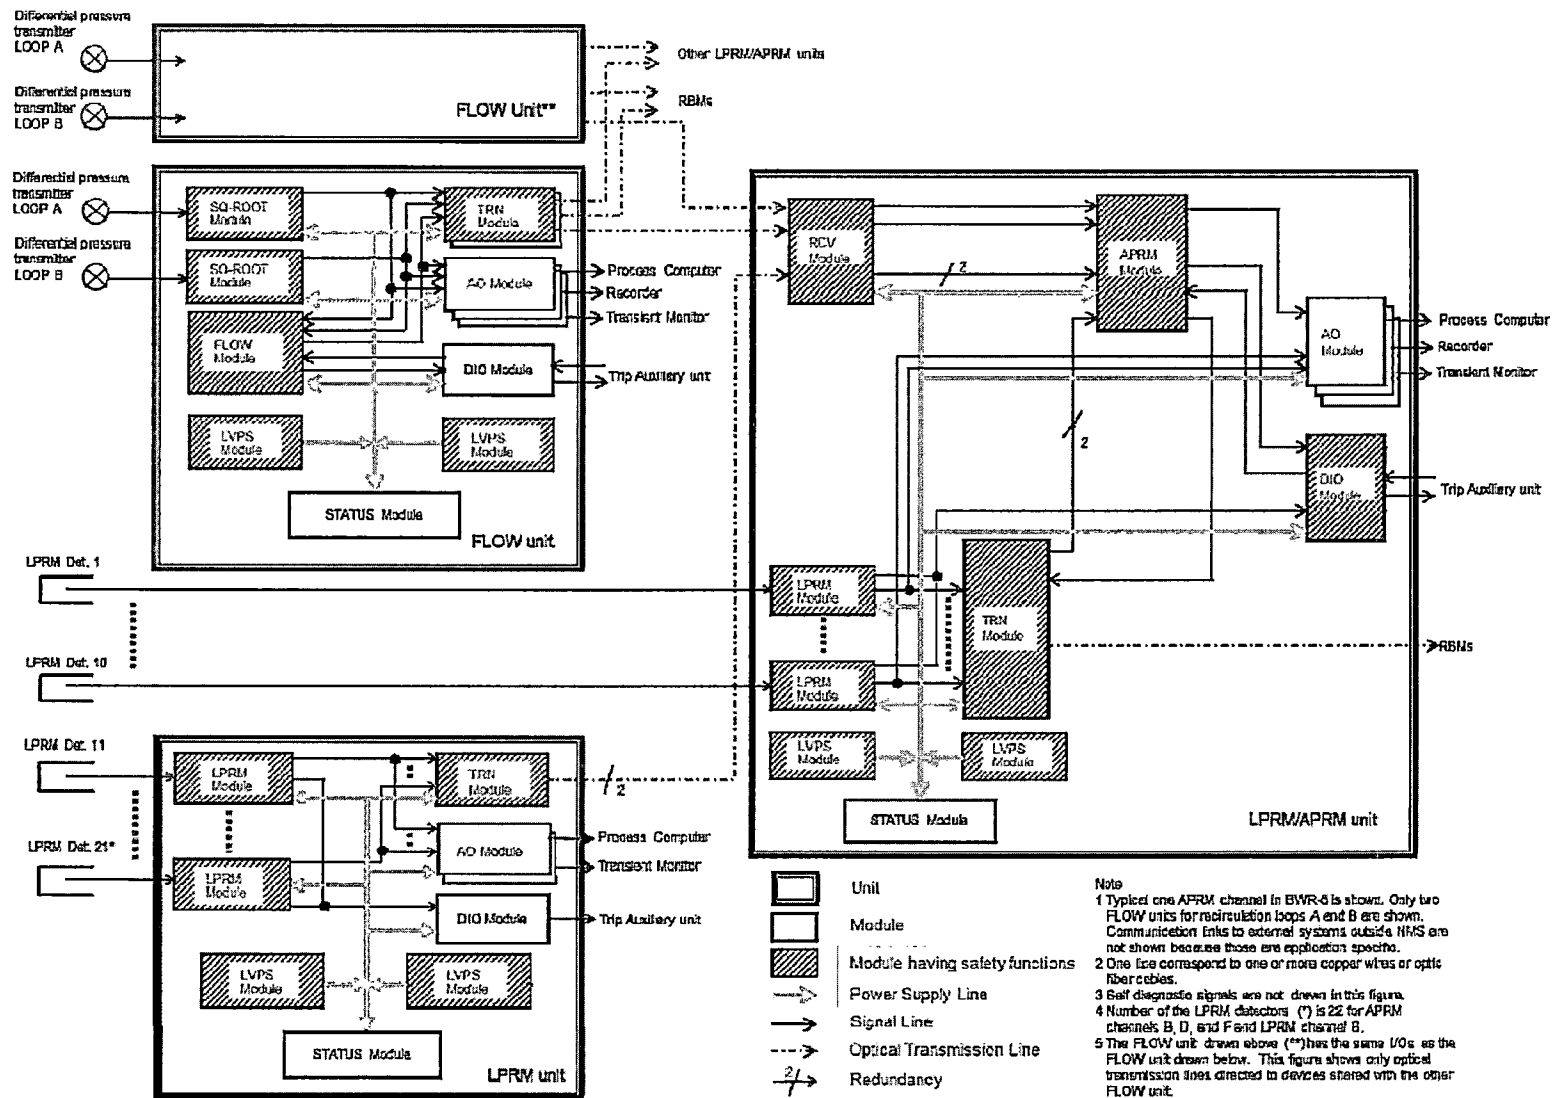 Differential pressure
transmitter
LOOP A
Differential pressure
transmitter
LOOP B
FLOW Unit**
Other LPRM/APRM units
RBMs
Differential pressure
transmitter
LOOP A
Differential pressure
transmitter
LOOP B
SQ-ROOT
Module
SQ-ROOT
Module
FLOW
Module
TRN
Module
AO Module
DIO Module
Process Computer
Recorder
Transient Monitor
Trip Auxiliary unit
LVPS
Module
LVPS
Module
STATUS Module
FLOW unit
RCV
Module
2
APRM
Module
AO
Module
Process Computer
Recorder
Transient Monitor
2
DIO
Module
Trip Auxiliary unit
LPRM Det. 1
LPRM Det. 10
LPRM
Module
LPRM
Module
TRN
Module
RBMs
LVPS
Module
LVPS
Module
STATUS Module
LPRM/APRM unit
LPRM Det. 11
LPRM Det. 21*
LPRM
Module
LPRM
Module
TRN
Module
2
AO Module
DIO Module
Process Computer
Transient Monitor
Trip Auxiliary unit
LVPS
Module
LVPS
Module
STATUS Module
LPRM unit
Unit
Module
Module having safety functions
Power Supply Line
Signal Line
Optical Transmission Line
2
Redundancy
Note
1 Typical one APRM channel in BWR-5 is shown. Only two
FLOW units for recirculation loops A and B are shown.
Communication links to external systems outside NMS are
not shown because those are application specific.
2 One line correspond to one or more copper wires or optic
fiber cables.
3 Self diagnostic signals are not drawn in this figure.
4 Number of the LPRM detectors (*) is 22 for APRM
channels B, D, and F and LPRM channel B.
5 The FLOW unit drawn above (**) has the same I/Os as the
FLOW unit drawn below. This figure shows only optical
transmission lines directed to devices shared with the other
FLOW unit.